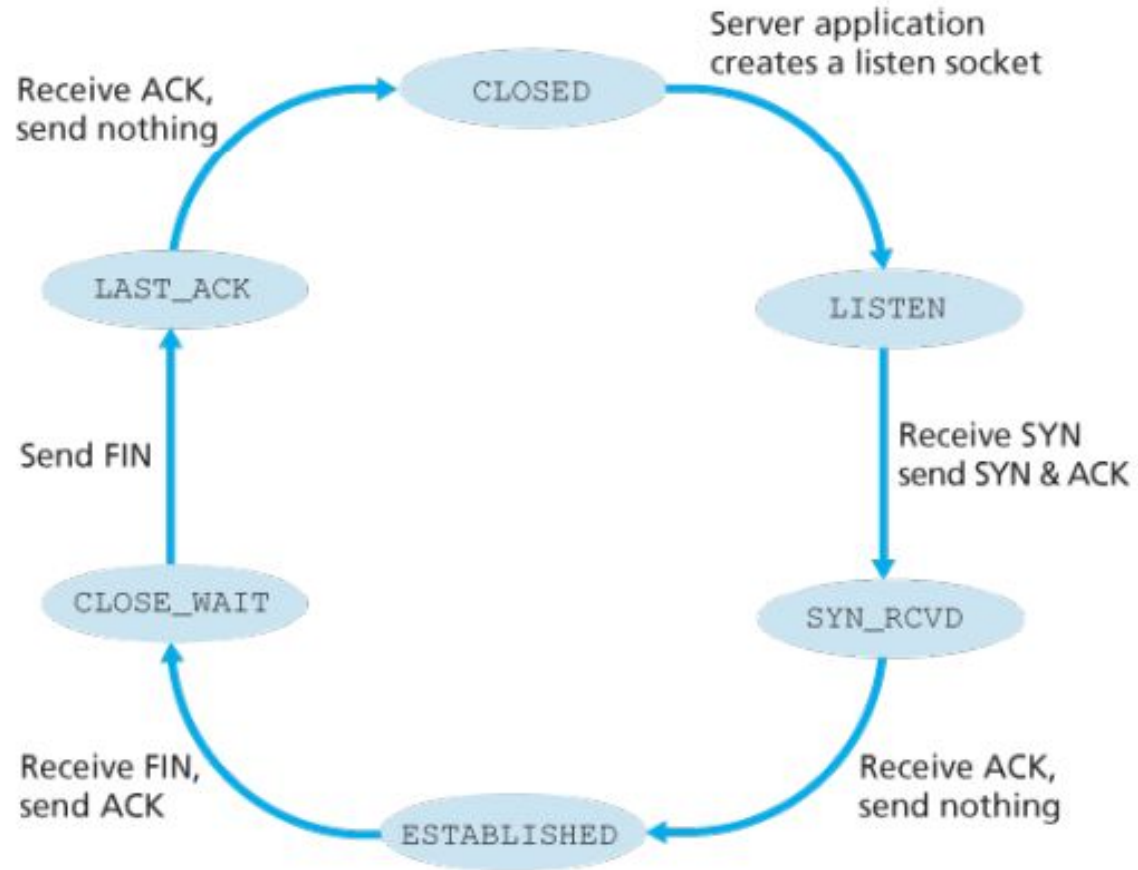 Server application
creates a listen socket
CLOSED
Receive ACK,
send nothing
LISTEN
LAST_ACK
Receive SYN
send SYN & ACK
Send FIN
SYN_RCVD
CLOSE_WAIT
Receive ACK,
send nothing
Receive FIN,
send ACK
ESTABLISHED